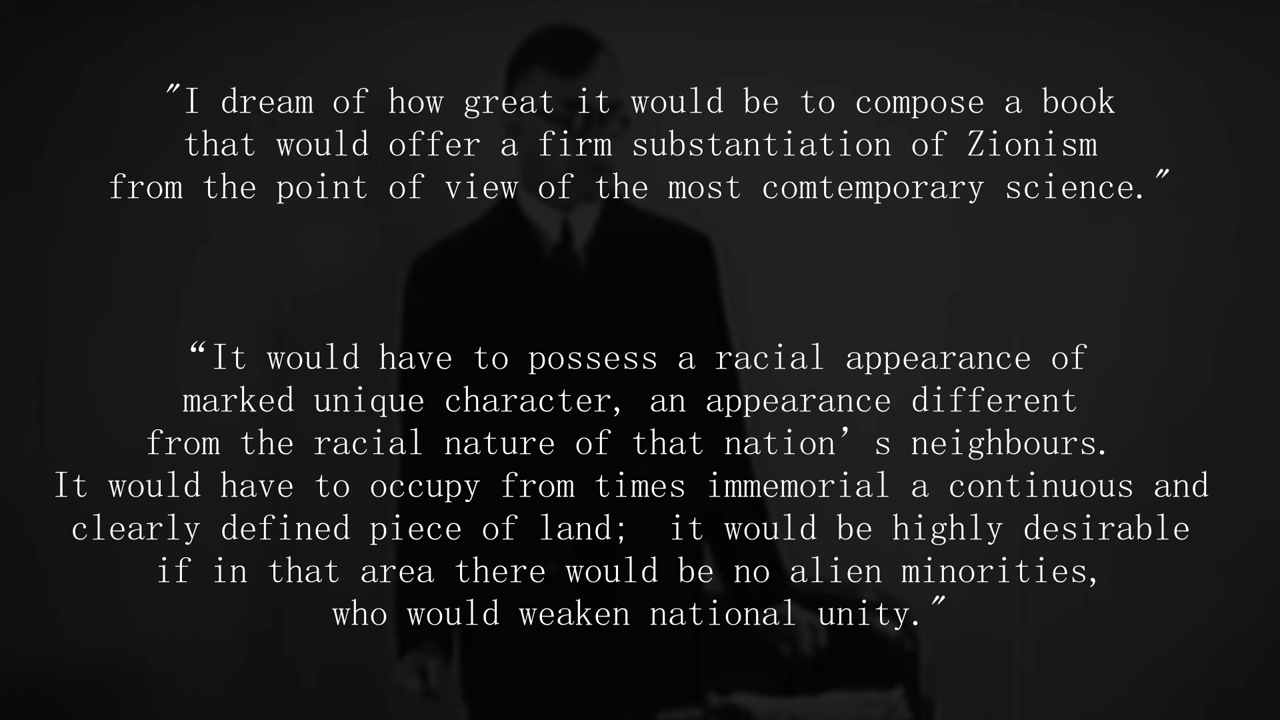 "I dream of how great it would be to compose a book
that would offer a firm substantiation of Zionism
from the point of view of the most comtemporary science."
“It would have to possess a racial appearance of
marked unique character, an appearance different
from the racial nature of that nation’s neighbours.
It would have to occupy from times immemorial a continuous and
clearly defined piece of land; it would be highly desirable
if in that area there would be no alien minorities,
who would weaken national unity."